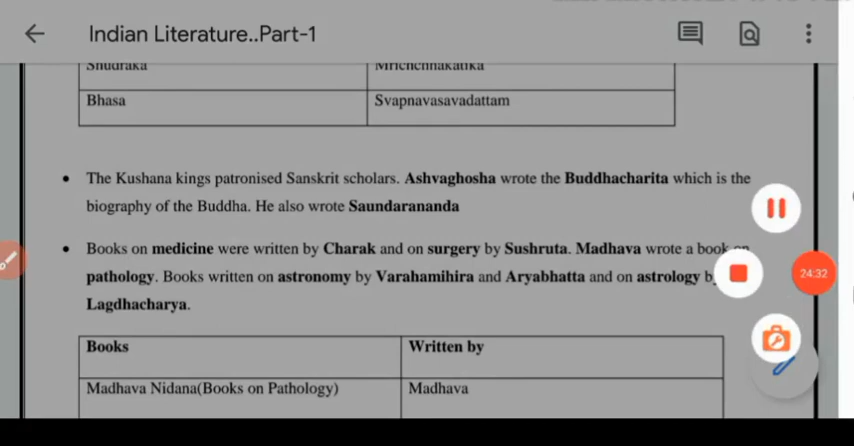 Indian Literature..Part-1
Shudraka Mrichchhakatika
Bhasa Svapnavasavadattam
• The Kushana kings patronised Sanskrit scholars. Ashvaghosha wrote the Buddhacharita which is the
biography of the Buddha. He also wrote Saundarananda
• Books on medicine were written by Charak and on surgery by Sushruta. Madhava wrote a book on
pathology. Books written on astronomy by Varahamihira and Aryabhatta and on astrology
Lagdhacharya.
Books Written by
Madhava Nidana(Books on Pathology) Madhava
24:32